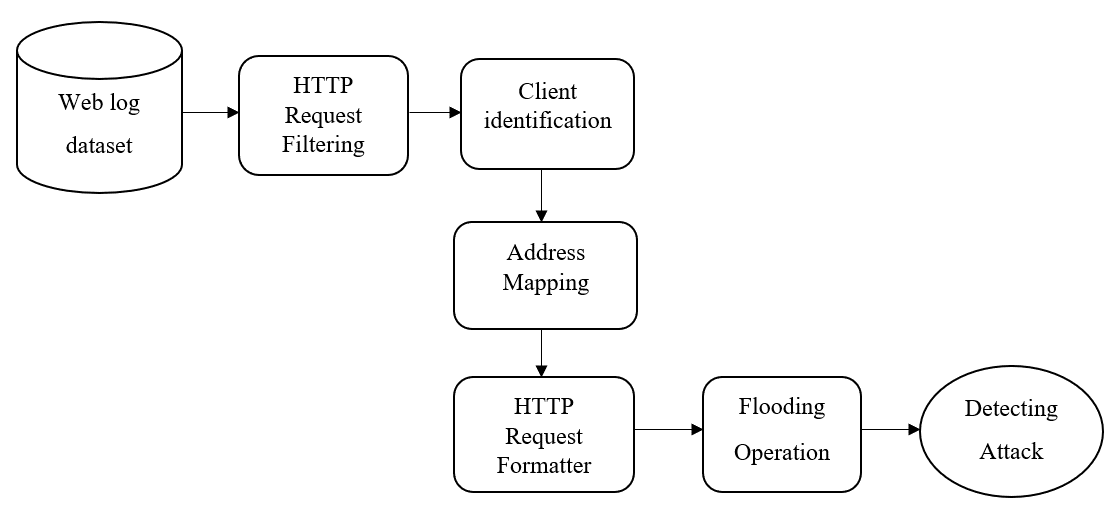 Web log
dataset
HTTP
Request
Filtering
Client
identification
Address
Mapping
HTTP
Request
Formatter
Flooding
Operation
Detecting
Attack